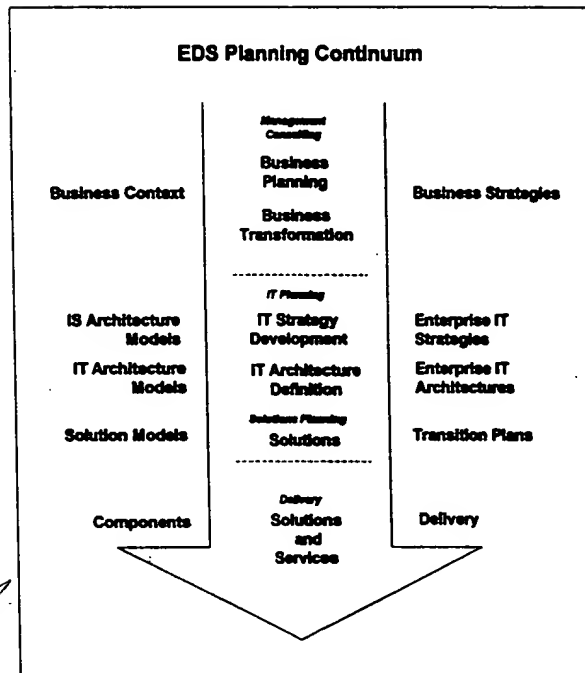 EDS Planning Continuum
Management
Consulting
Business
Planning
Business Context
Business Strategies
Business
Transformation
IT Planning
IS Architecture
Models
IT Strategy
Development
Enterprise IT
Strategies
IT Architecture
Models
IT Architecture
Definition
Enterprise IT
Architectures
Solutions Planning
Solution Models
Solutions
Transition Plans
Delivery
Components
Solutions
and
Services
Delivery